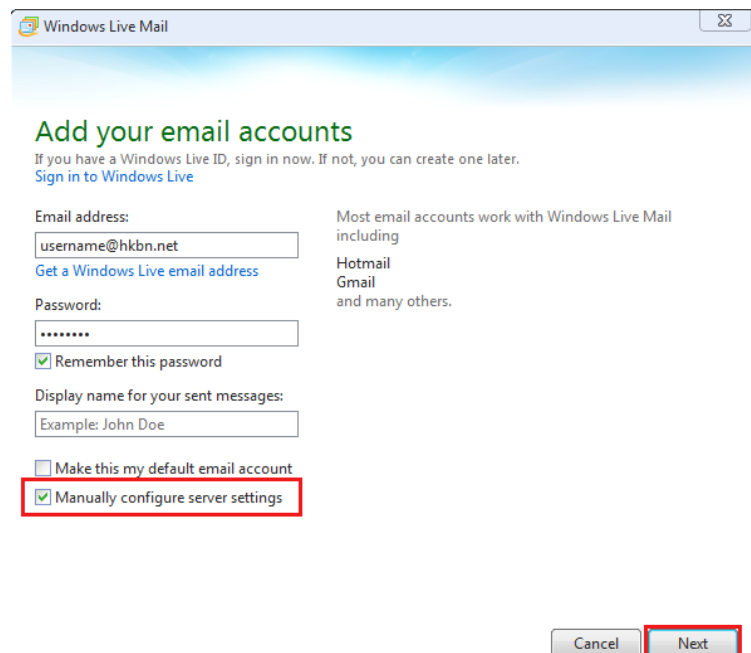 Windows Live Mail
Add your email accounts
If you have a Windows Live ID, sign in now. If not, you can create one later.
Sign in to Windows Live
Email address:
username@hkbn.net
Get a Windows Live email address
Password:
••••••••
Remember this password
Display name for your sent messages:
Example: John Doe
Make this my default email account
Manually configure server settings
Most email accounts work with Windows Live Mail
including
Hotmail
Gmail
and many others.
Cancel
Next